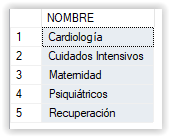 NOMBRE
1 Cardiología
2 Cuidados Intensivos
3 Maternidad
4 Psiquiátricos
5 Recuperación